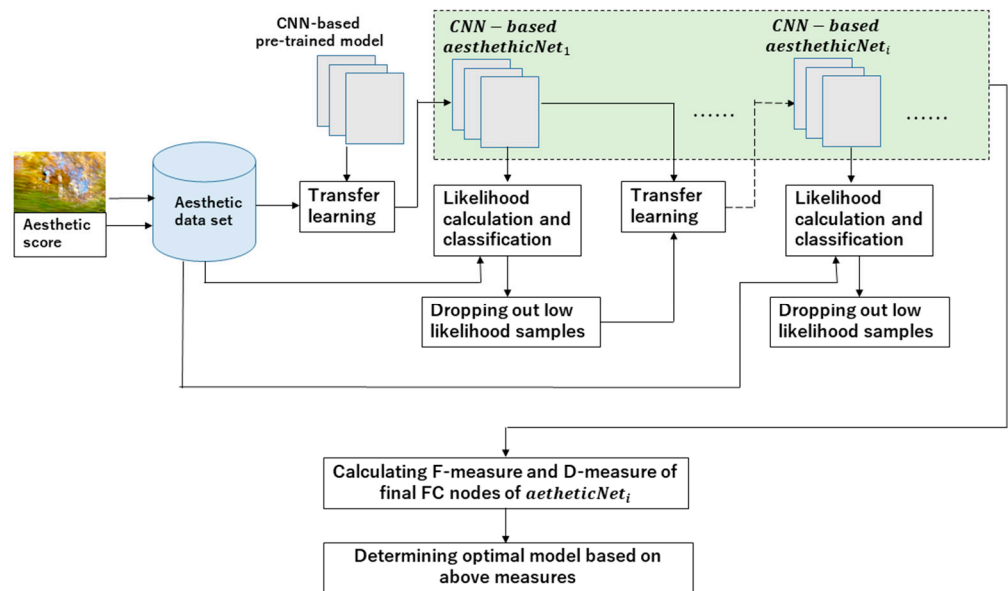 CNN-based
pre-trained model
CNN – based
aesthethicNet₁
CNN – based
aesthethicNetᵢ
......
......
Aesthetic
score
Aesthetic
data set
Transfer
learning
Likelihood
calculation and
classification
Transfer
learning
Likelihood
calculation and
classification
Dropping out low
likelihood samples
Dropping out low
likelihood samples
Calculating F-measure and D-measure of
final FC nodes of aetheticNetᵢ
Determining optimal model based on
above measures